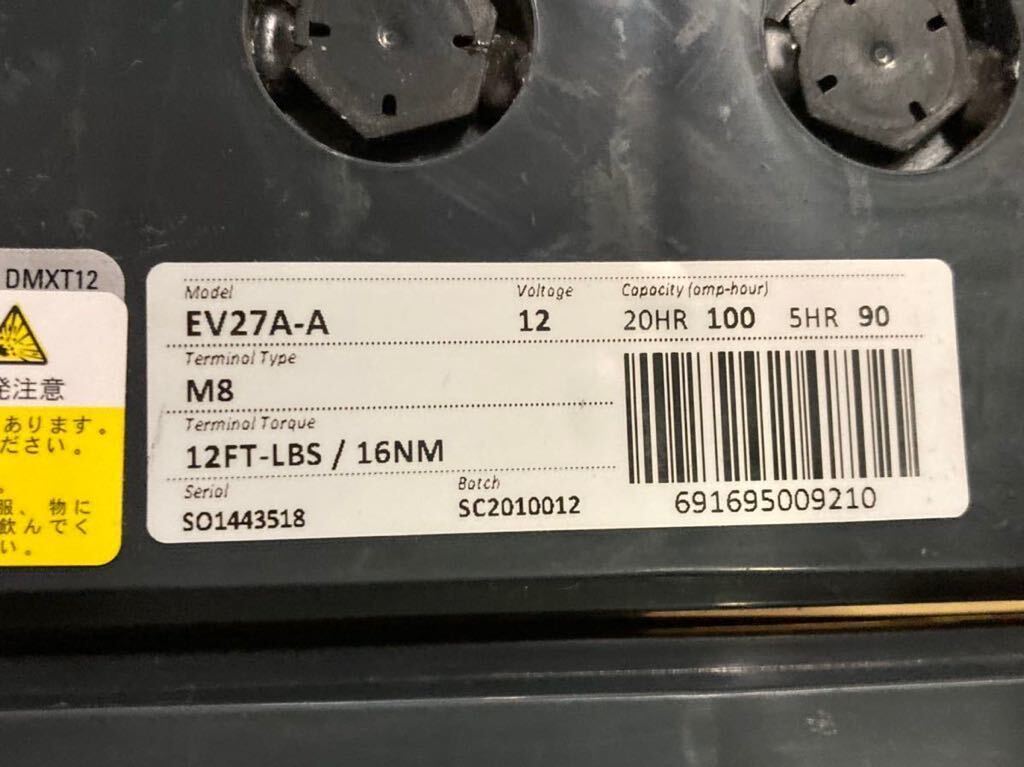 DMXT12
発注意
あります。
ださい。
。
服、物に
飲んでく
い。
Model
EV27A-A
Voltage
12
Capacity (amp-hour)
20HR 100 5HR 90
Terminal Type
M8
Terminal Torque
12FT-LBS / 16NM
Serial
SO1443518
Batch
SC2010012
691695009210